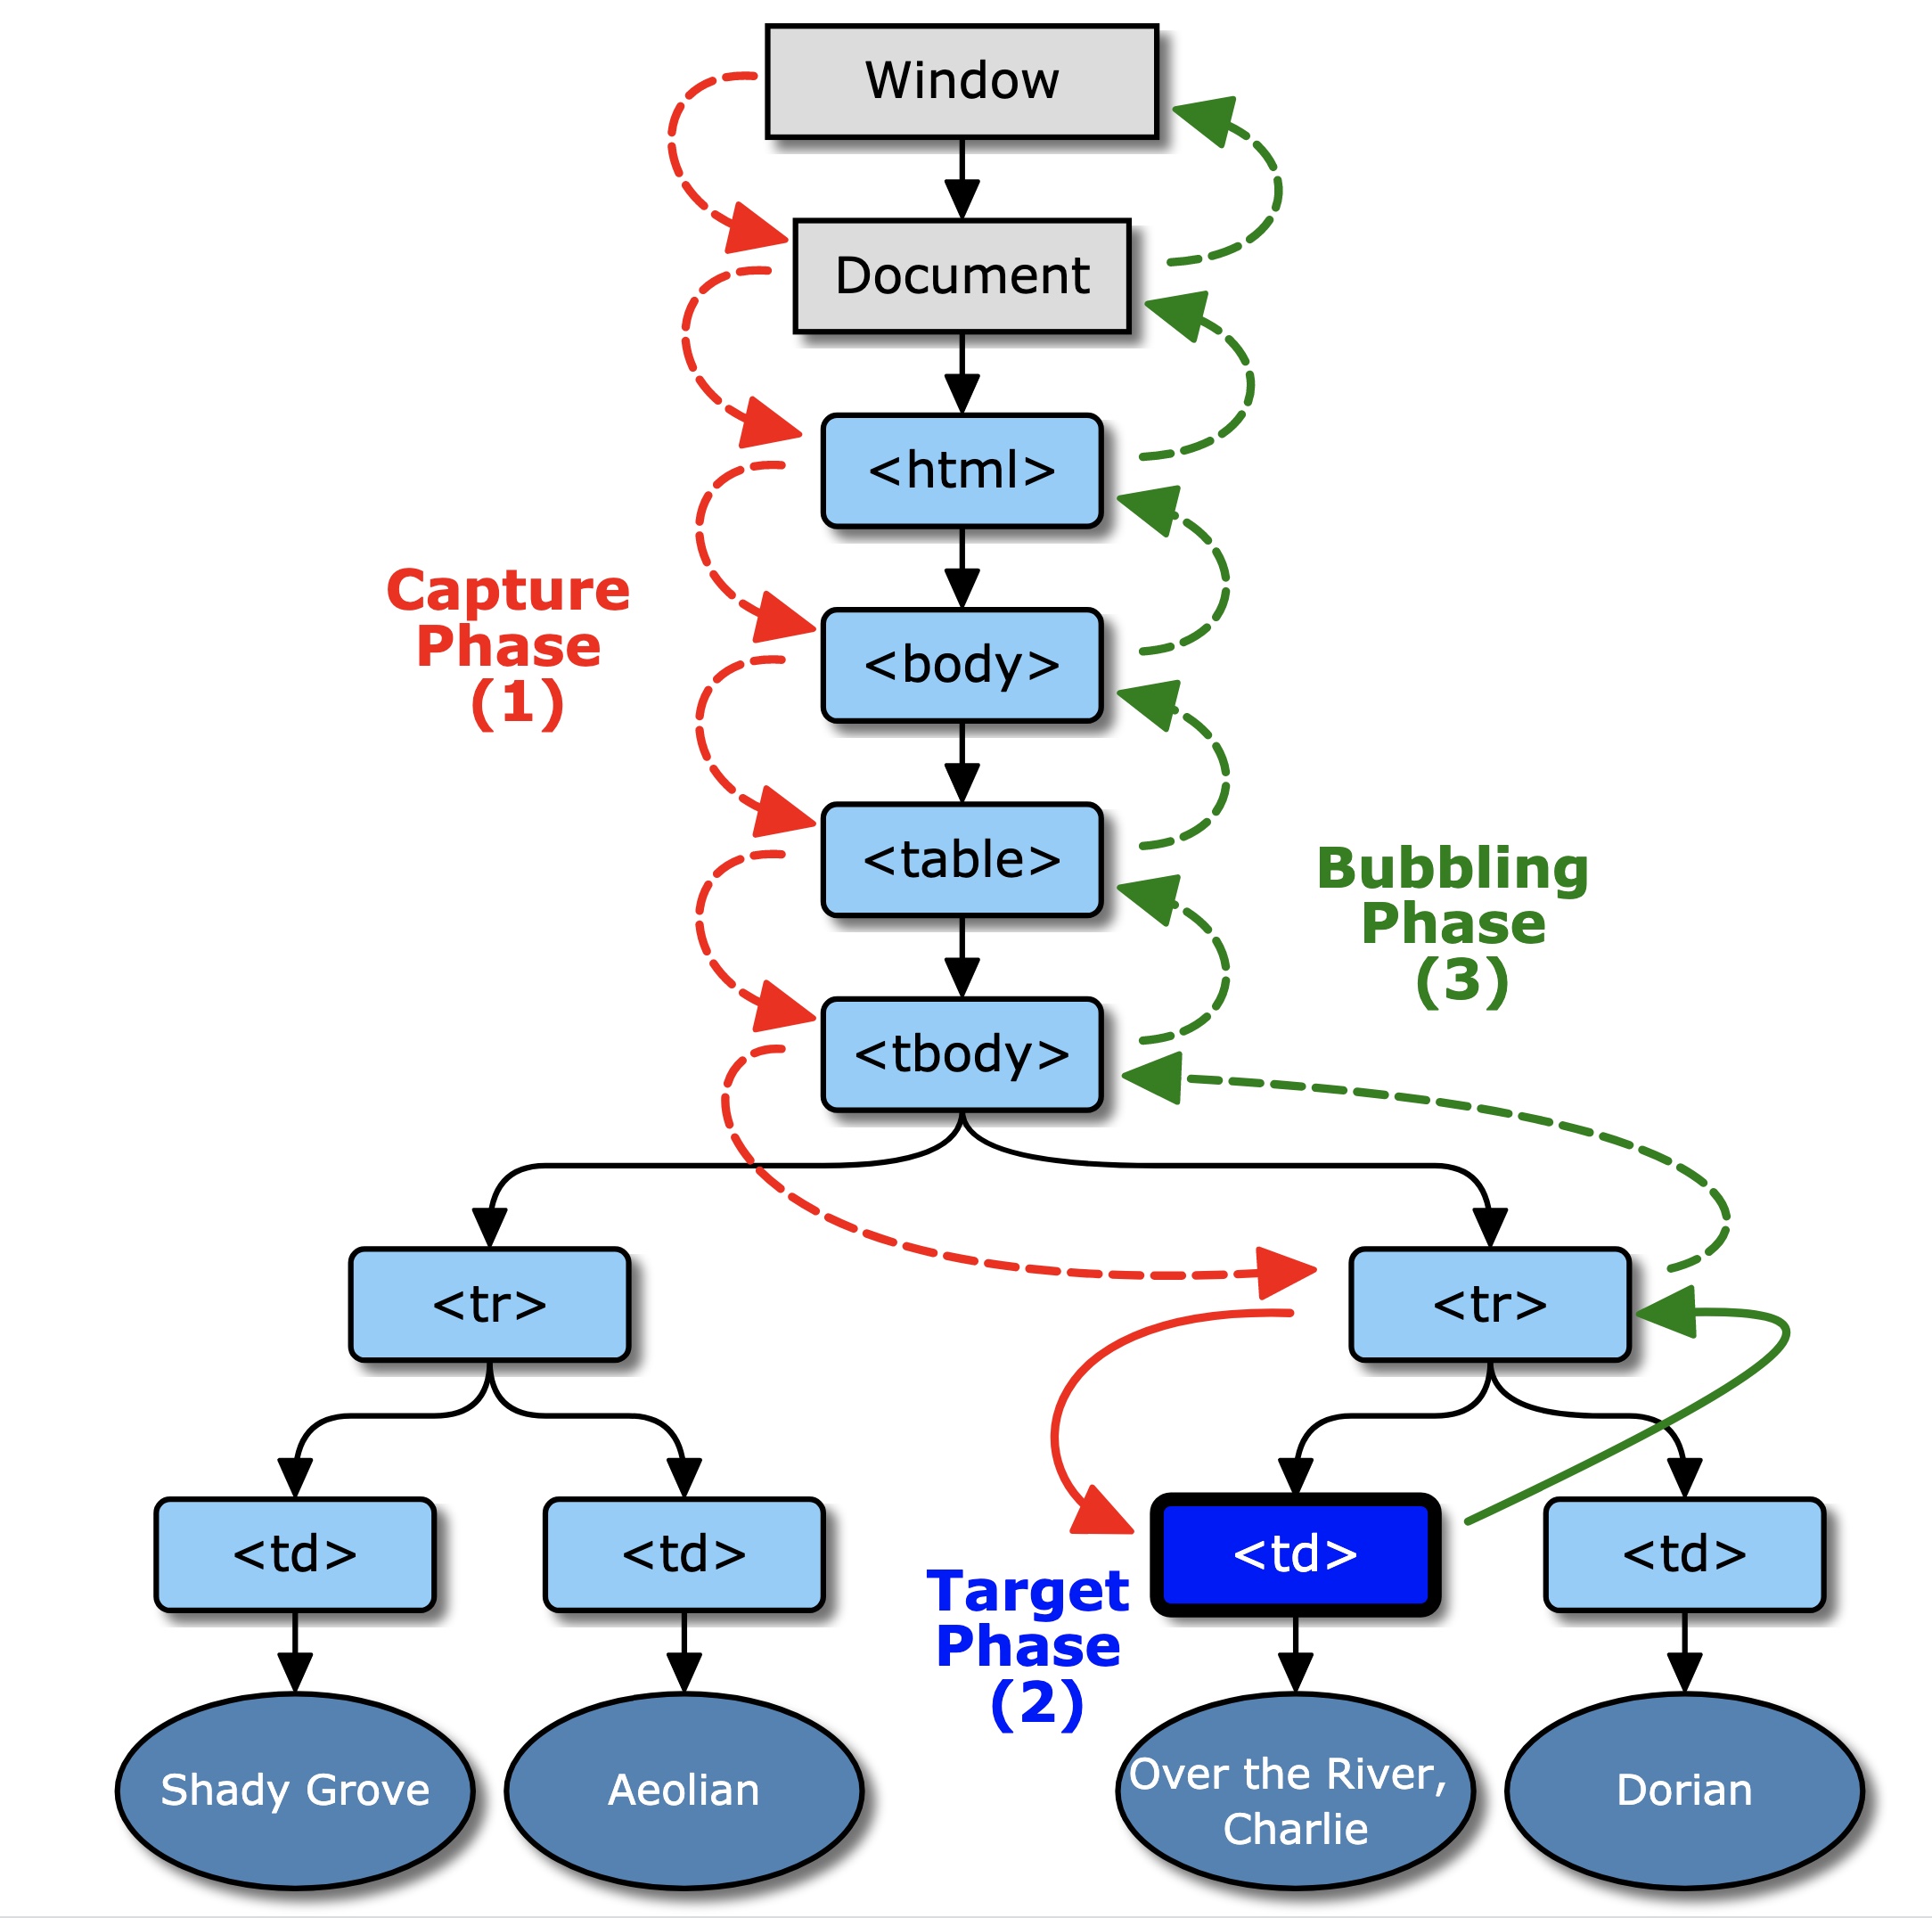 Window
Document
<html>
<body>
Capture
Phase
(1)
<table>
Bubbling
Phase
(3)
<tbody>
<tr>
<tr>
<td>
<td>
<td>
<td>
Target
Phase
(2)
Shady Grove
Aeolian
Over the River,
Charlie
Dorian